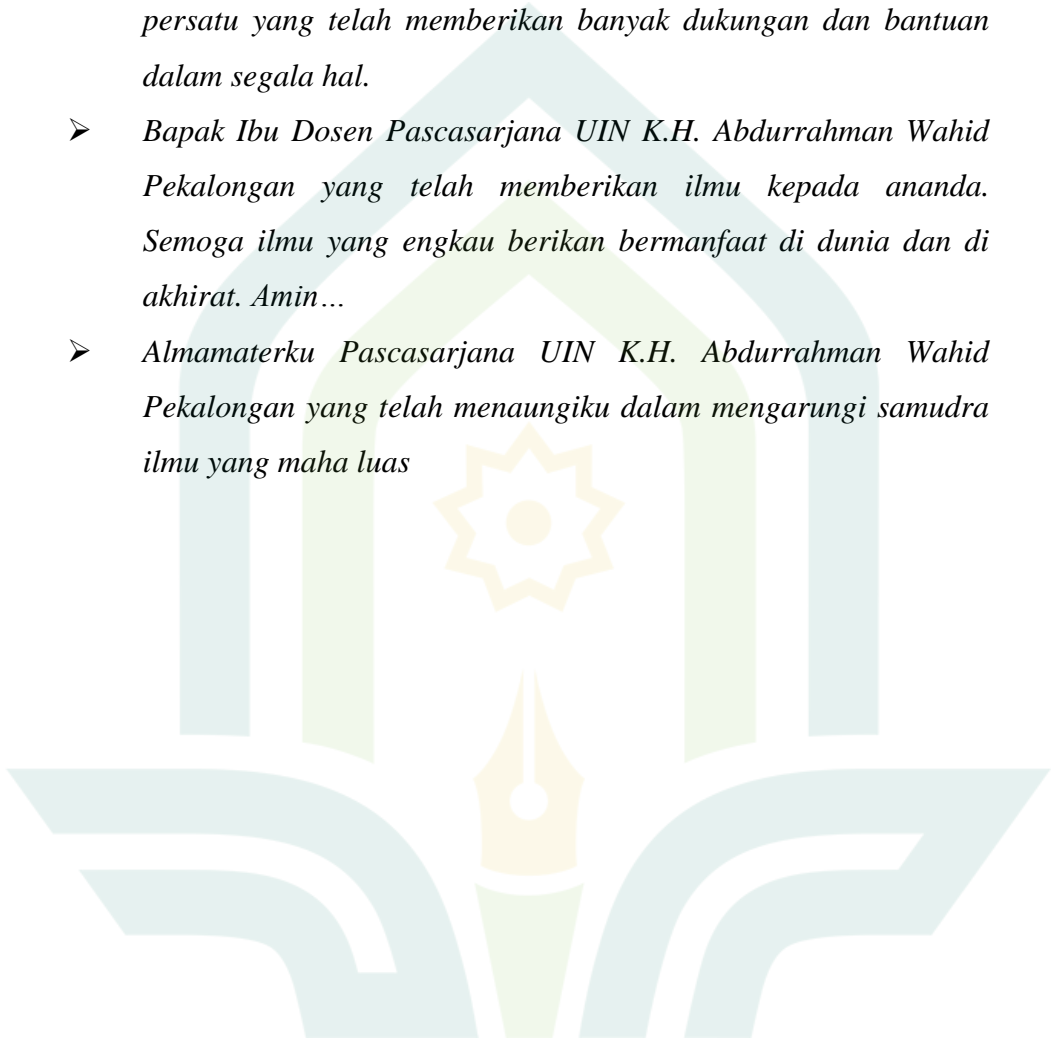 persatu yang telah memberikan banyak dukungan dan bantuan
dalam segala hal.
➢ Bapak Ibu Dosen Pascasarjana UIN K.H. Abdurrahman Wahid
Pekalongan yang telah memberikan ilmu kepada ananda.
Semoga ilmu yang engkau berikan bermanfaat di dunia dan di
akhirat. Amin…
➢ Almamaterku Pascasarjana UIN K.H. Abdurrahman Wahid
Pekalongan yang telah menaungiku dalam mengarungi samudra
ilmu yang maha luas